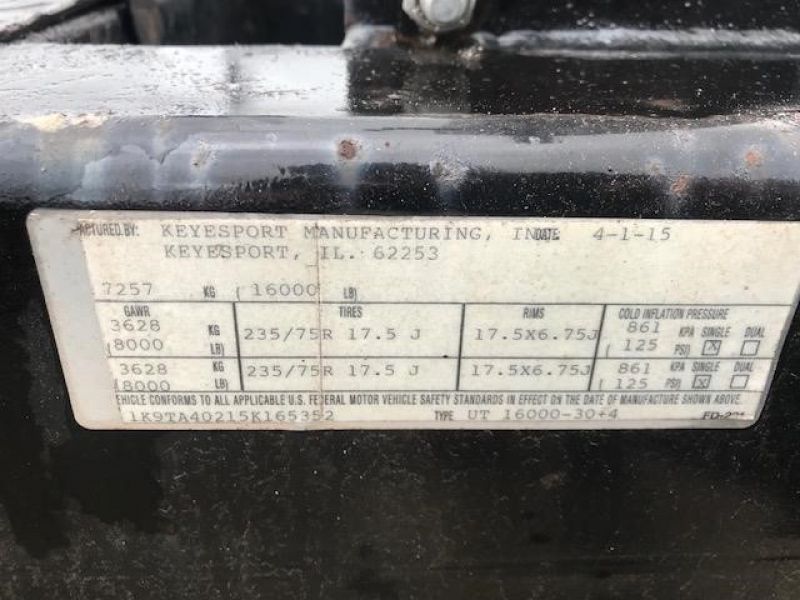 ACTURED BY: KEYESPORT MANUFACTURING, INC. DATE 4-1-15
KEYESPORT, IL. 62253
7257 KG ( 16000 LB)
GAWR TIRES RIMS COLD INFLATION PRESSURE
3628 KG 235/75R 17.5 J 17.5X6.75J 861 KPA SINGLE DUAL
(8000 LB) ( 125 PSI) X
3628 KG 235/75R 17.5 J 17.5X6.75J 861 KPA SINGLE DUAL
(8000 LB) ( 125 PSI) X
EHICLE CONFORMS TO ALL APPLICABLE U.S. FEDERAL MOTOR VEHICLE SAFETY STANDARDS IN EFFECT ON THE DATE OF MANUFACTURE SHOWN ABOVE.
1K9TA40215K165352 TYPE UT 16000-30+4